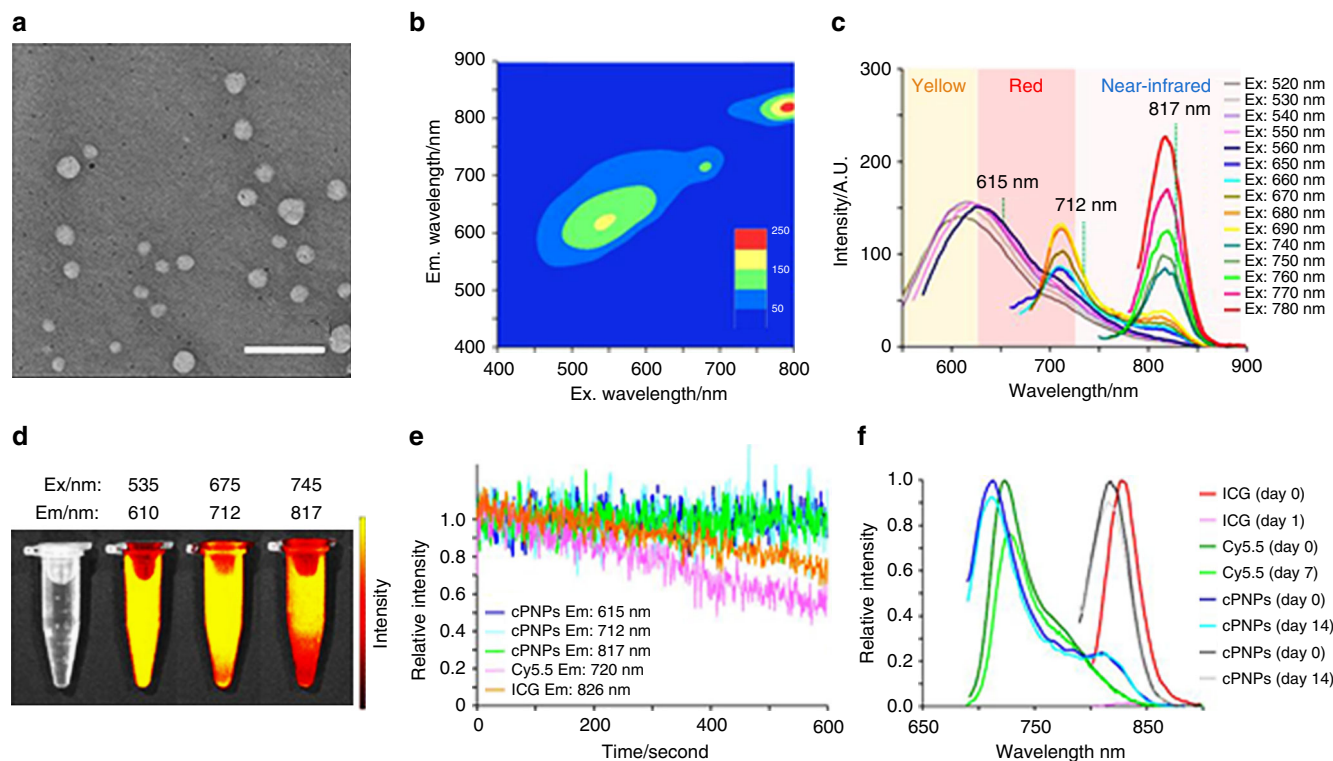 a
b
Em. wavelength/nm
900
800
700
600
500
400
400 500 600 700 800
Ex. wavelength/nm
250
150
50
c
Intensity/A.U.
300
200
100
0
Yellow Red Near-infrared
817 nm
615 nm
712 nm
600 700 800 900
Wavelength/nm
Ex: 520 nm
Ex: 530 nm
Ex: 540 nm
Ex: 550 nm
Ex: 560 nm
Ex: 650 nm
Ex: 660 nm
Ex: 670 nm
Ex: 680 nm
Ex: 690 nm
Ex: 740 nm
Ex: 750 nm
Ex: 760 nm
Ex: 770 nm
Ex: 780 nm
d
Ex/nm: 535 675 745
Em/nm: 610 712 817
Intensity
e
Relative intensity
1.0
0.8
0.6
0.4
0.2
0
cPNPs Em: 615 nm
cPNPs Em: 712 nm
cPNPs Em: 817 nm
Cy5.5 Em: 720 nm
ICG Em: 826 nm
0 200 400 600
Time/second
f
Relative intensity
1.0
0.8
0.6
0.4
0.2
0.0
650 750 850
Wavelength nm
ICG (day 0)
ICG (day 1)
Cy5.5 (day 0)
Cy5.5 (day 7)
cPNPs (day 0)
cPNPs (day 14)
cPNPs (day 0)
cPNPs (day 14)